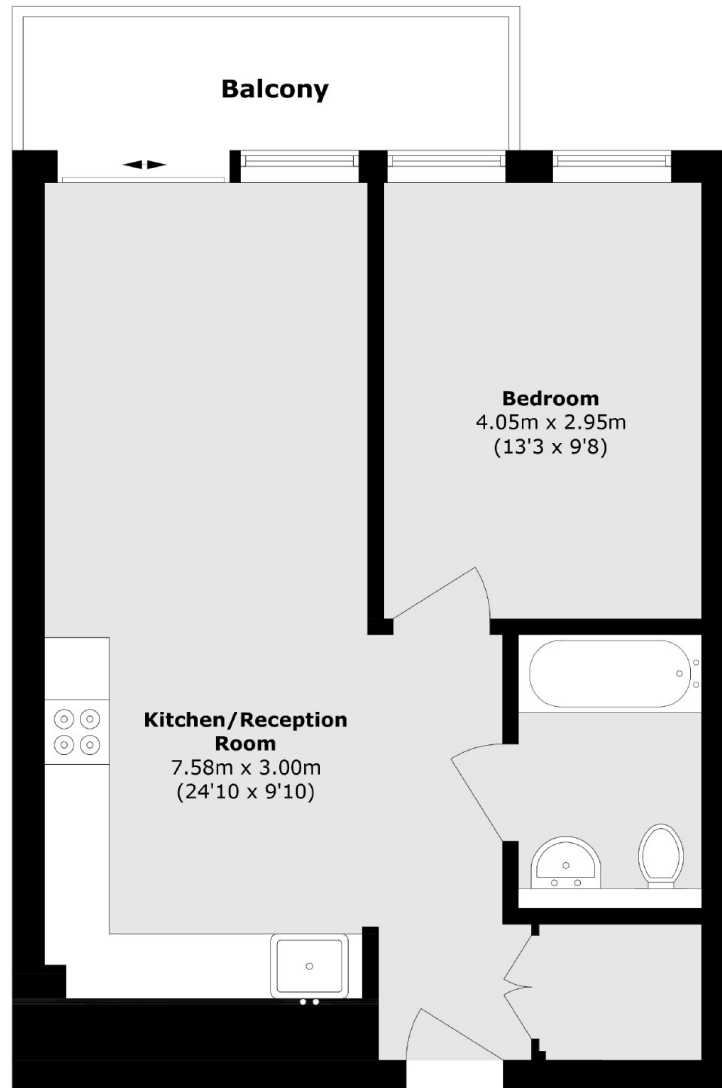 Balcony
Bedroom
4.05m x 2.95m
(13'3 x 9'8)
Kitchen/Reception
Room
7.58m x 3.00m
(24'10 x 9'10)